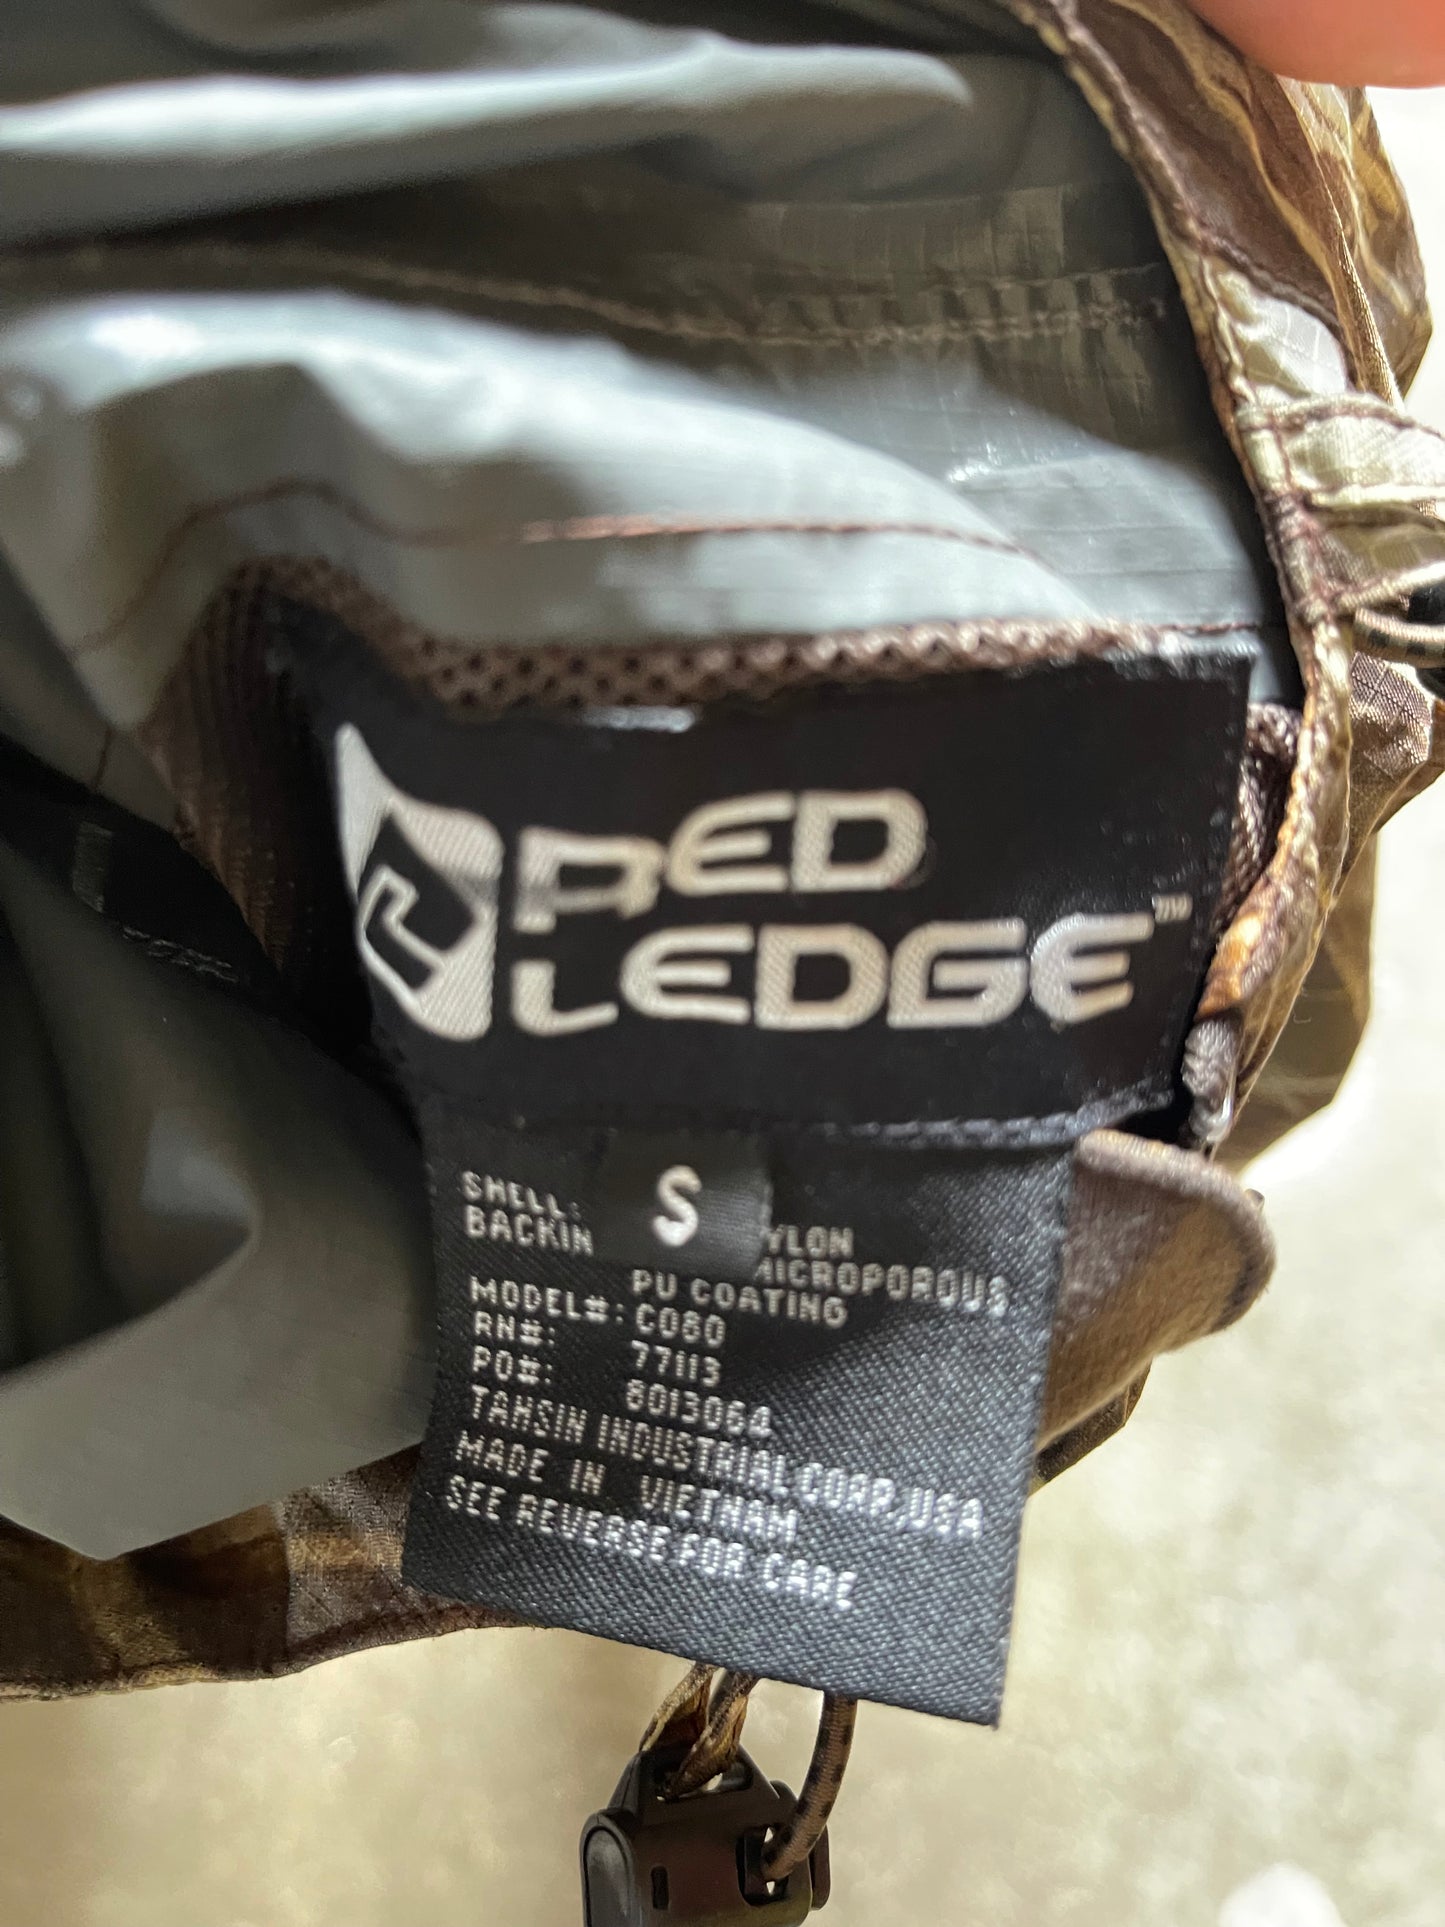 RED
LEDGE™
S
SHELL: YLON
BACKIN MICROPOROUS
PU COATING
MODEL#: C080
RN#: 77113
PO#: 8013064
TAHSIN INDUSTRIAL CORP, USA
MADE IN VIETNAM
SEE REVERSE FOR CARE